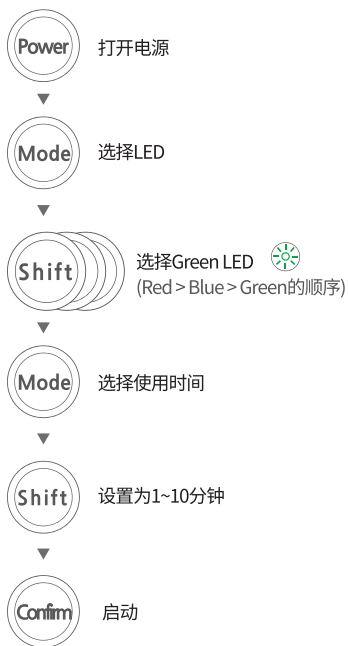 Power 打开电源
Mode 选择LED
Shift 选择Green LED
(Red > Blue > Green的顺序)
Mode 选择使用时间
Shift 设置为1~10分钟
Confirm 启动